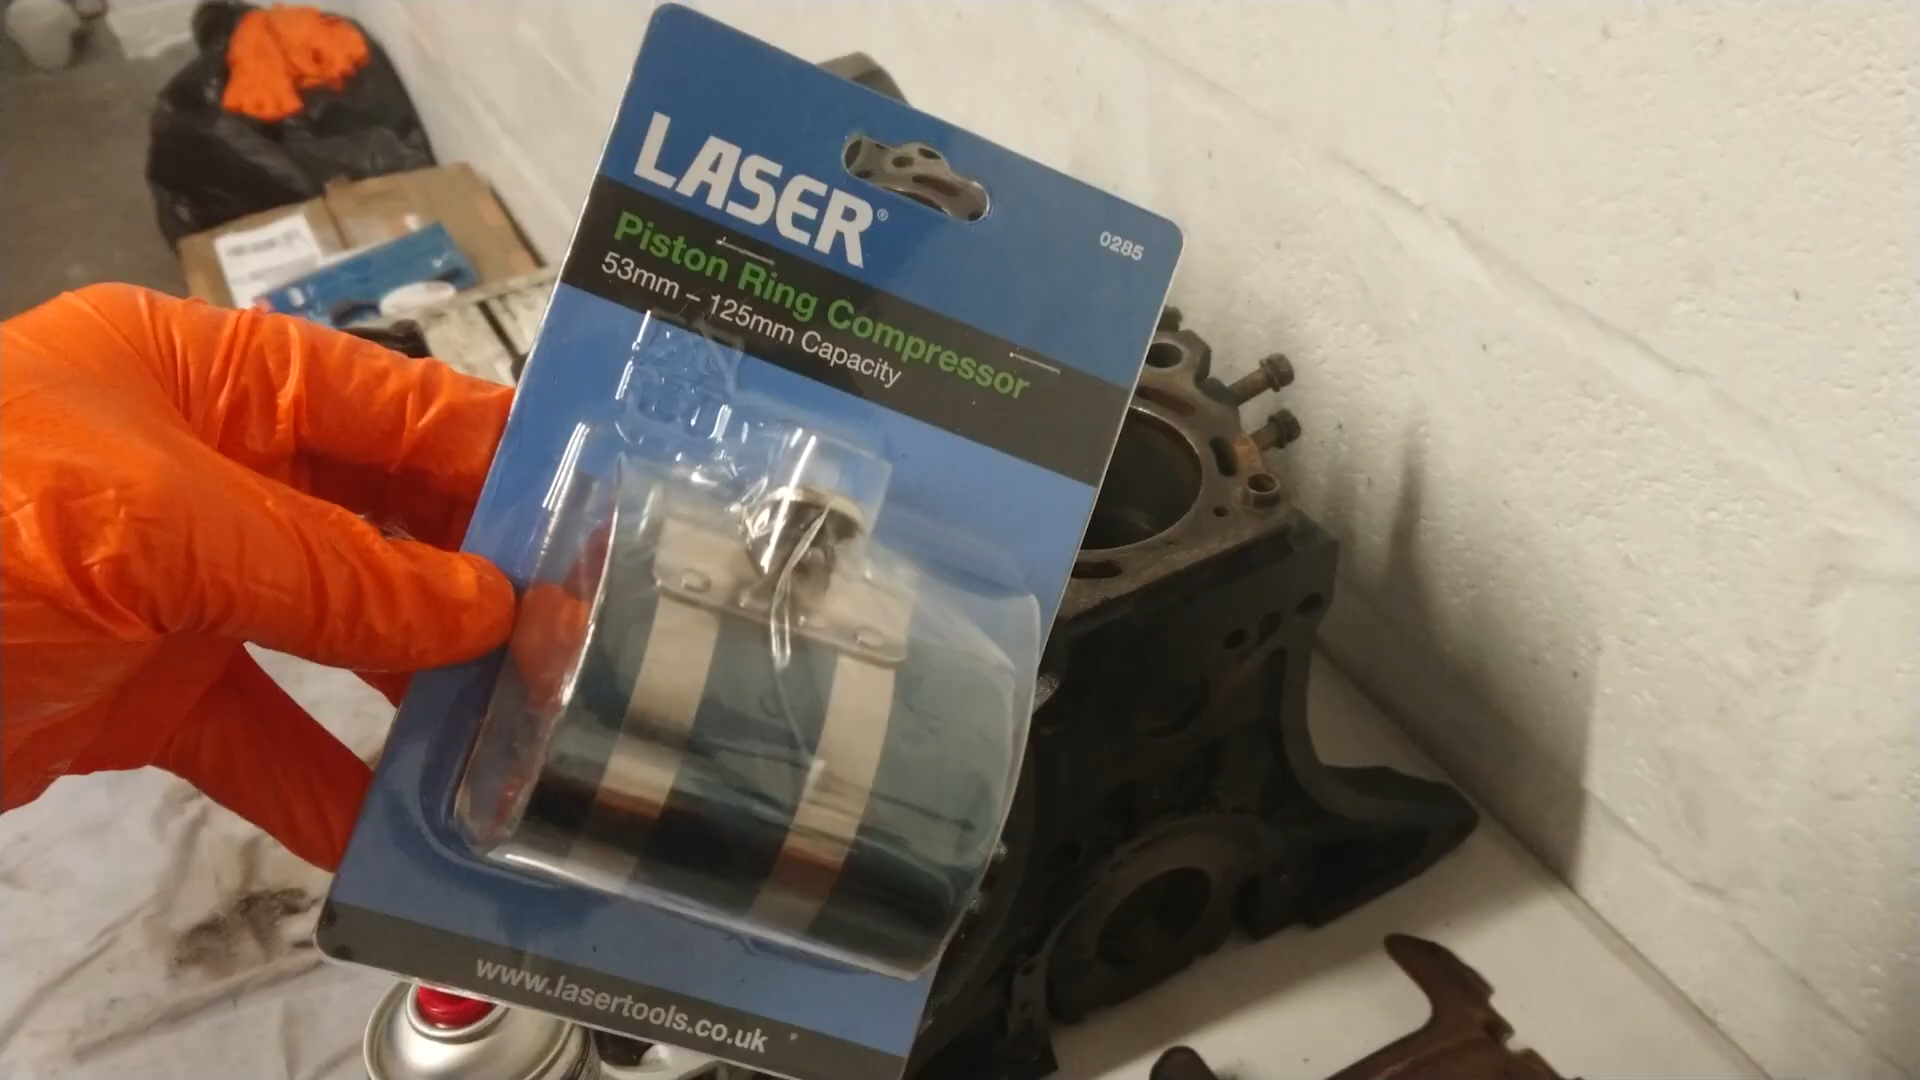 LASER®
0285
Piston Ring Compressor
53mm – 125mm Capacity
www.lasertools.co.uk